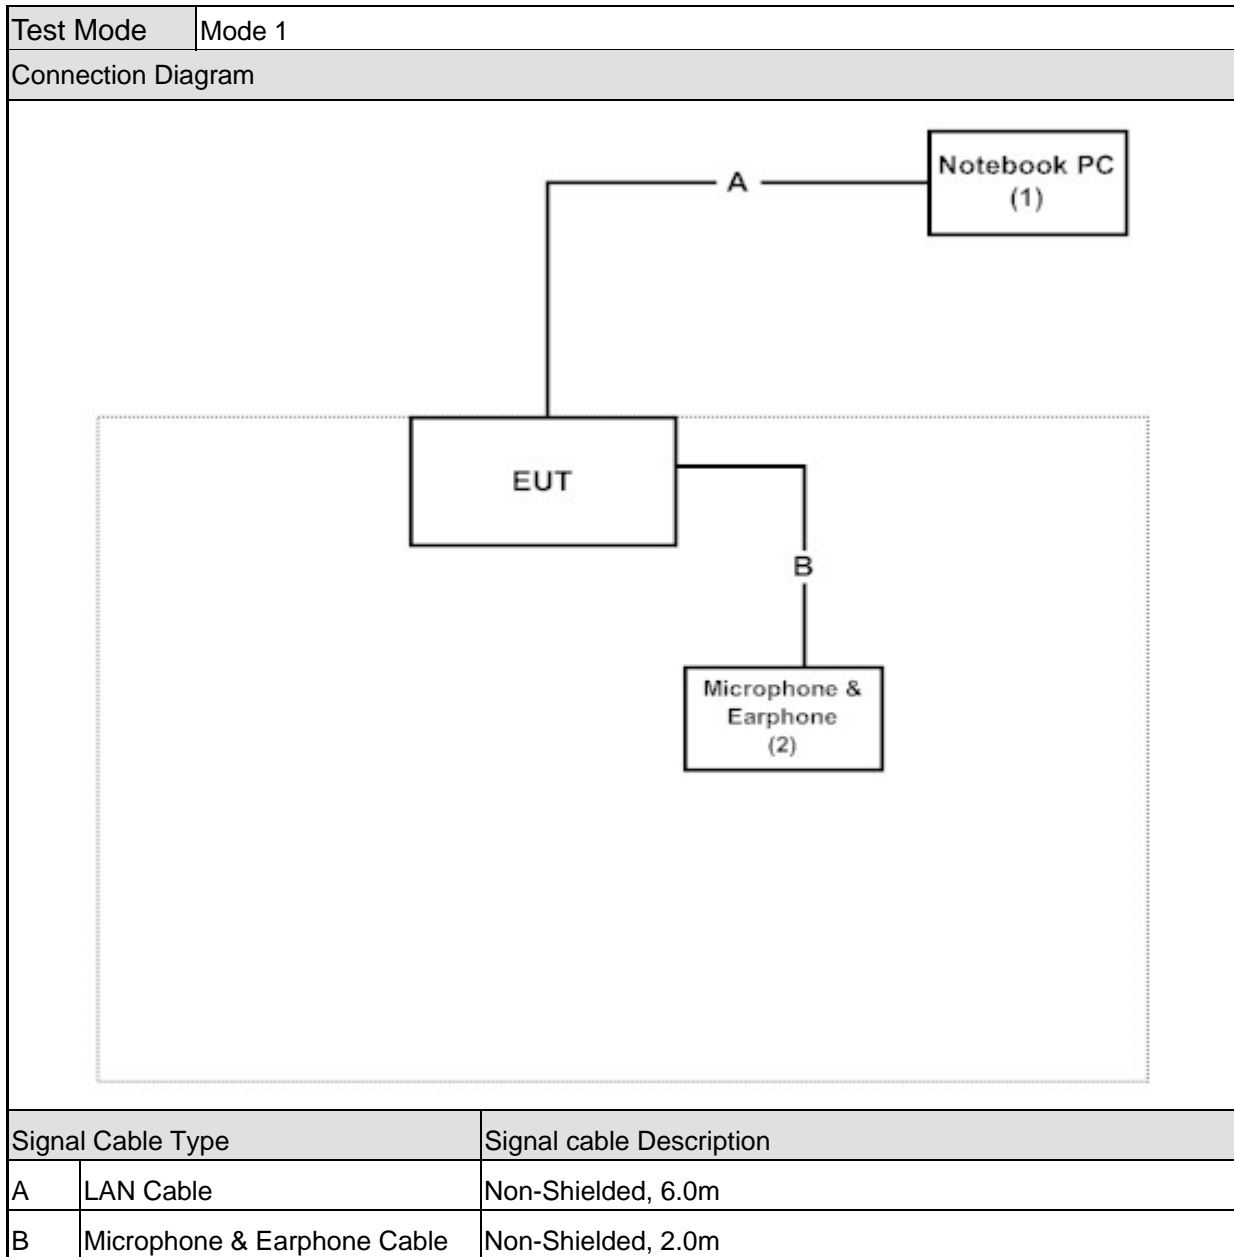 Test Mode Mode 1
Connection Diagram
Notebook PC
(1)
A
EUT
B
Microphone &
Earphone
(2)
Signal Cable Type Signal cable Description
A LAN Cable Non-Shielded, 6.0m
B Microphone & Earphone Cable Non-Shielded, 2.0m